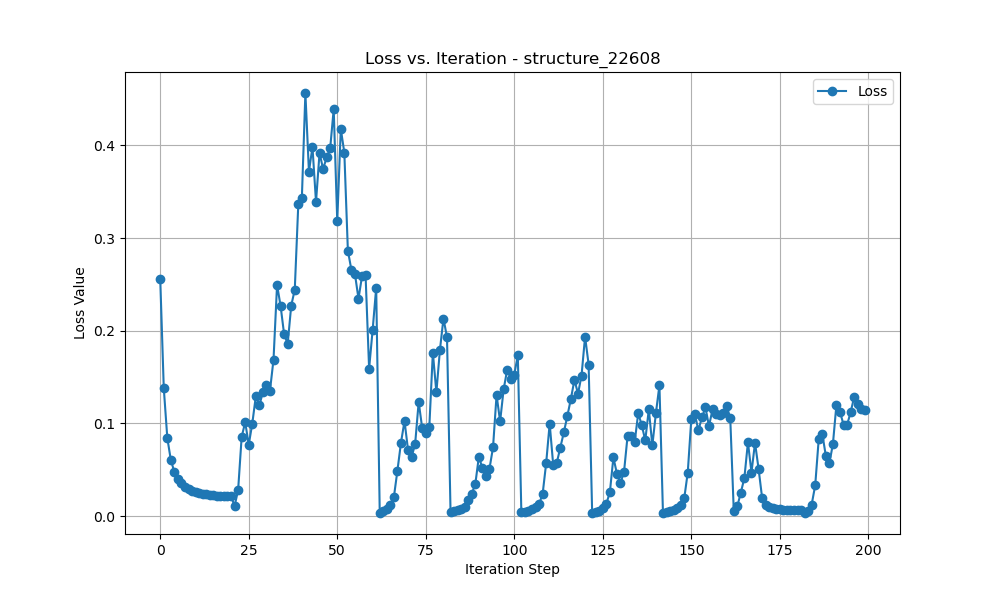 Loss vs. Iteration - structure_22608
Loss
Loss Value
0.4
0.3
0.2
0.1
0.0
0 25 50 75 100 125 150 175 200
Iteration Step